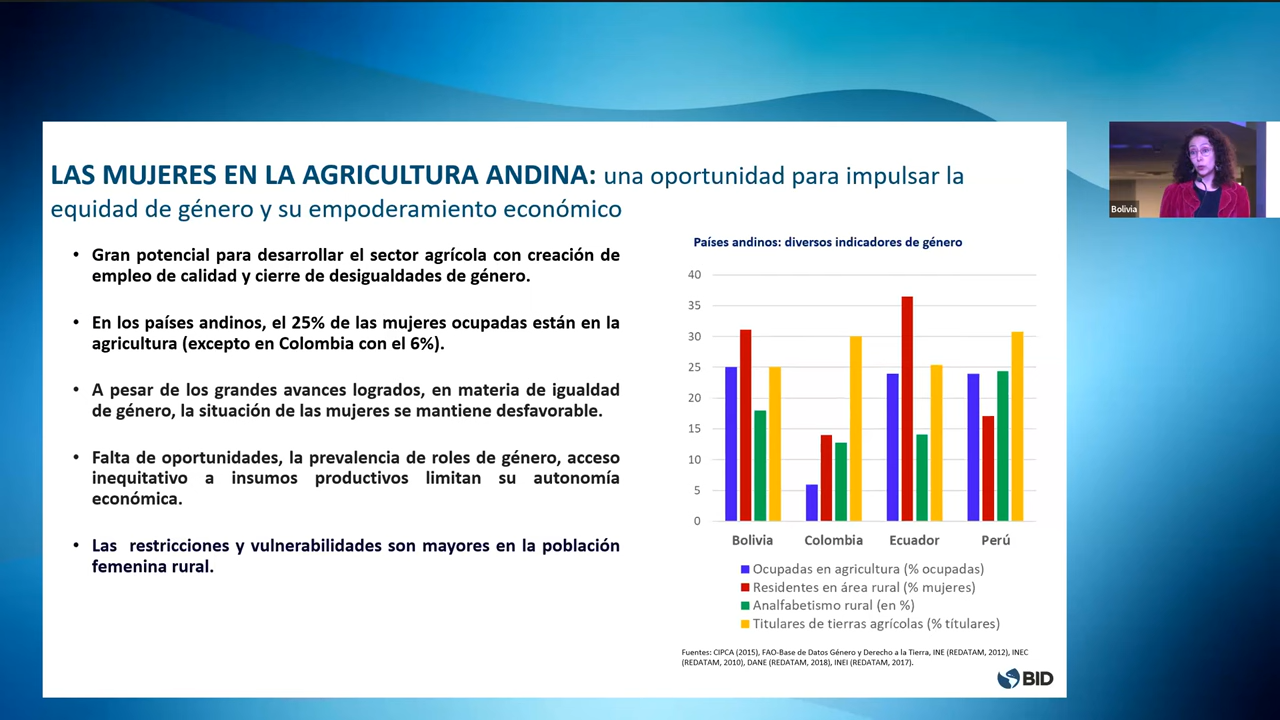 LAS MUJERES EN LA AGRICULTURA ANDINA: una oportunidad para impulsar la
equidad de género y su empoderamiento económico
• Gran potencial para desarrollar el sector agrícola con creación de
empleo de calidad y cierre de desigualdades de género.
• En los países andinos, el 25% de las mujeres ocupadas están en la
agricultura (excepto en Colombia con el 6%).
• A pesar de los grandes avances logrados, en materia de igualdad
de género, la situación de las mujeres se mantiene desfavorable.
• Falta de oportunidades, la prevalencia de roles de género, acceso
inequitativo a insumos productivos limitan su autonomía
económica.
• Las restricciones y vulnerabilidades son mayores en la población
femenina rural.
Países andinos: diversos indicadores de género
40
35
30
25
20
15
10
5
0
Bolivia Colombia Ecuador Perú
Ocupadas en agricultura (% ocupadas)
Residentes en área rural (% mujeres)
Analfabetismo rural (en %)
Titulares de tierras agrícolas (% títulares)
Fuentes: CIPCA (2015), FAO-Base de Datos Género y Derecho a la Tierra, INE (REDATAM, 2012), INEC
(REDATAM, 2010), DANE (REDATAM, 2018), INEI (REDATAM, 2017).
BID
Bolivia